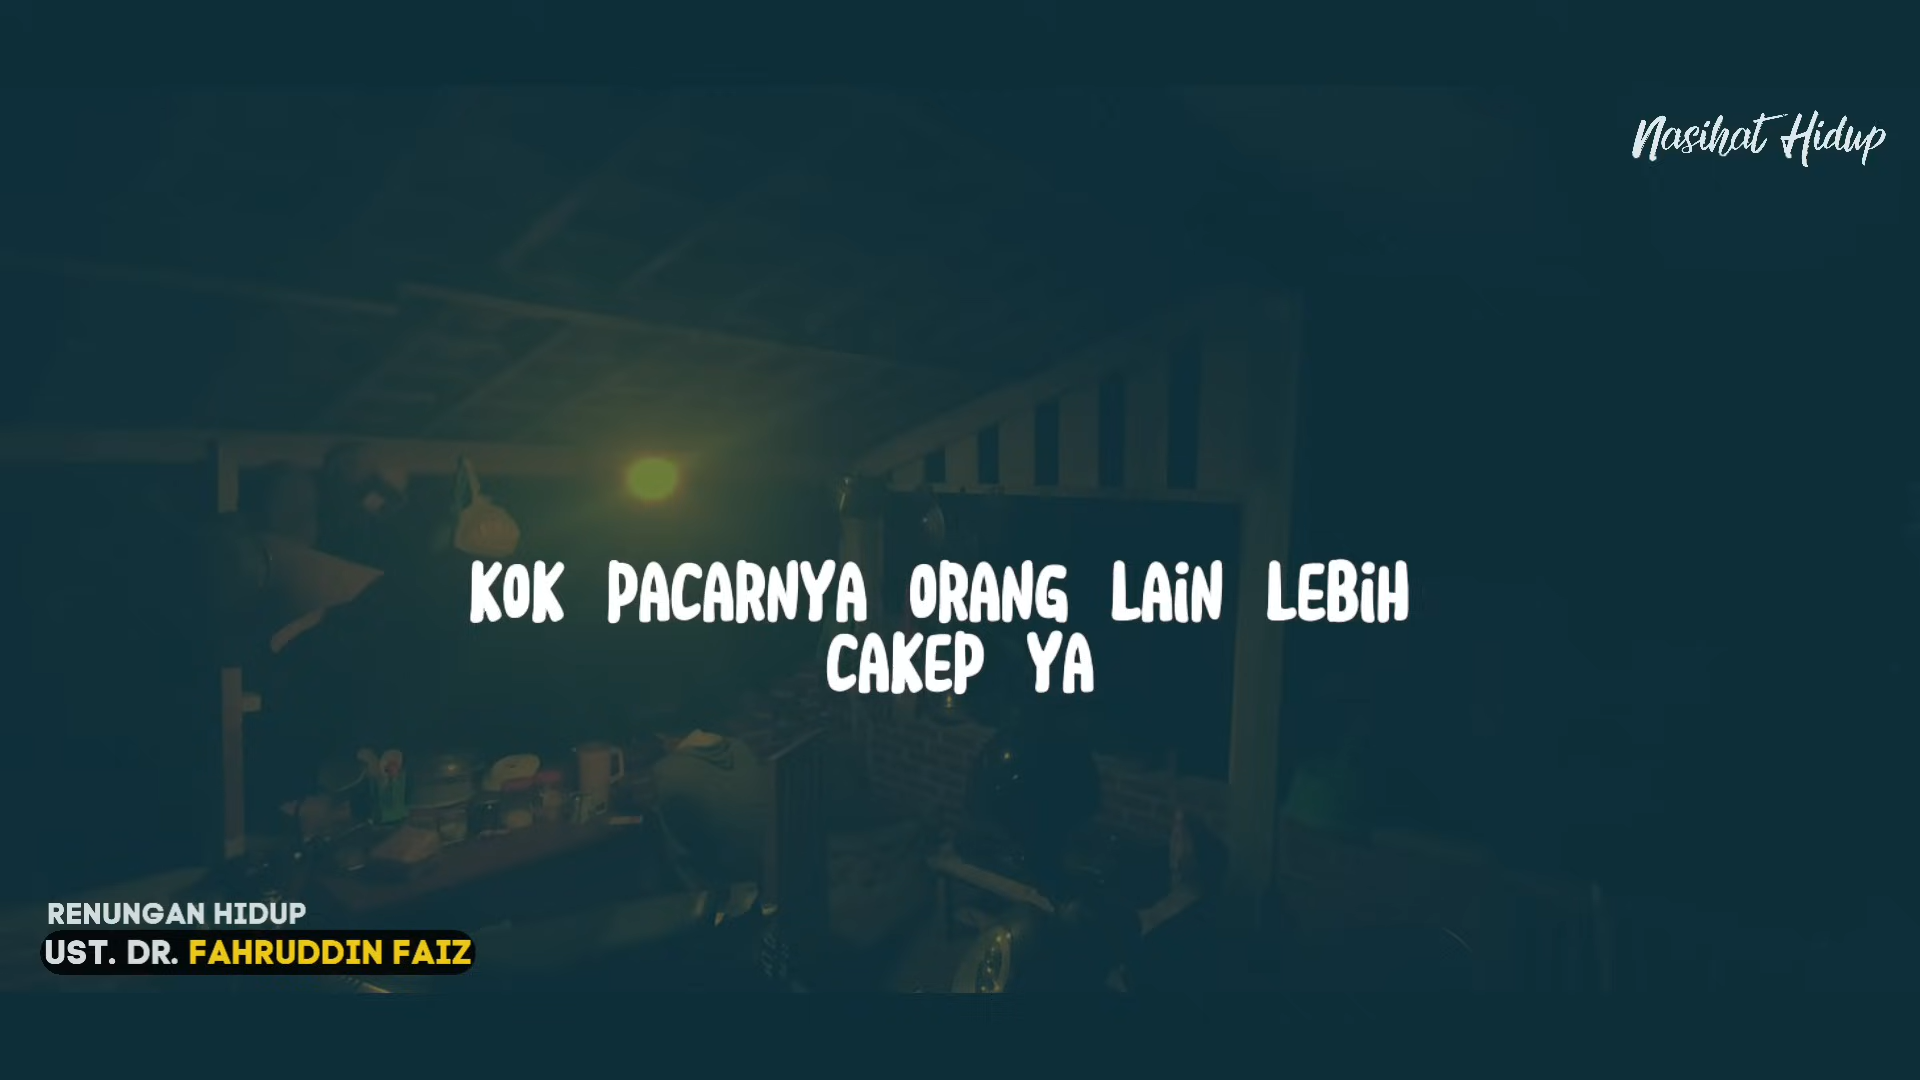 Nasihat Hidup
KOK PACARNYA ORANG LAIN LEBIH
CAKEP YA
RENUNGAN HIDUP
UST. DR. FAHRUDDIN FAIZ